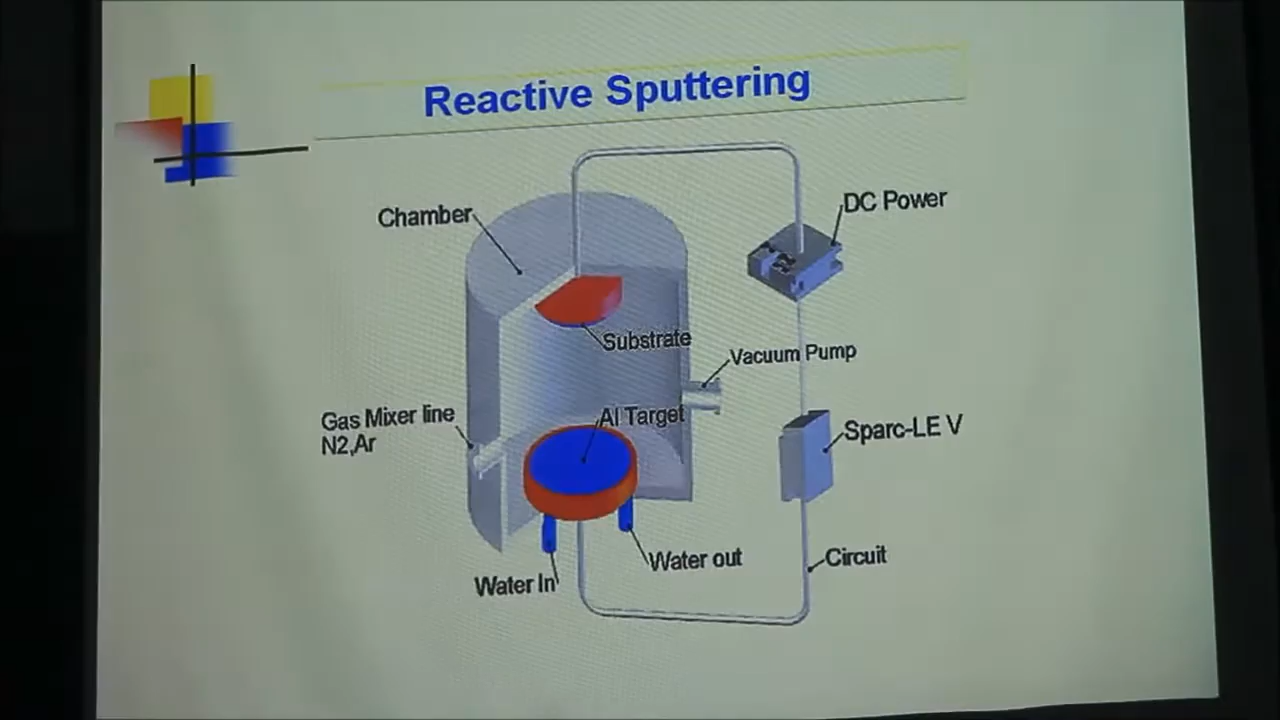 Reactive Sputtering
Chamber
DC Power
Substrate
Vacuum Pump
Gas Mixer line
N2,Ar
Al Target
Sparc-LE V
Water out
Circuit
Water In